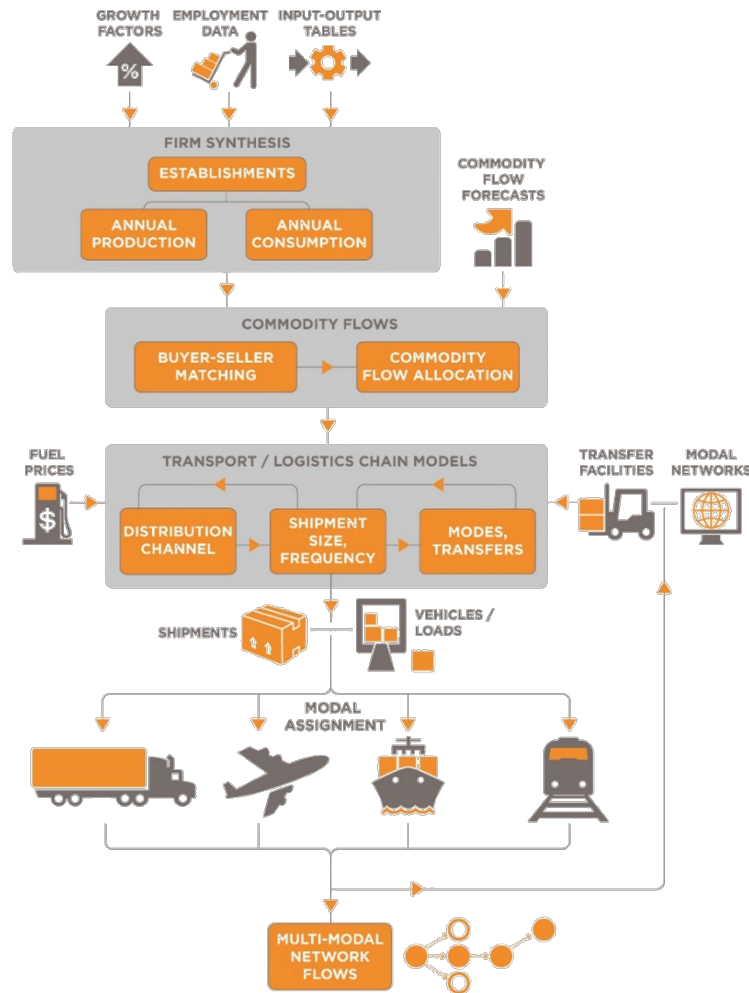 GROWTH
FACTORS
EMPLOYMENT
DATA
INPUT-OUTPUT
TABLES
%
FIRM SYNTHESIS
ESTABLISHMENTS
ANNUAL
PRODUCTION
ANNUAL
CONSUMPTION
COMMODITY
FLOW
FORECASTS
COMMODITY FLOWS
BUYER-SELLER
MATCHING
COMMODITY
FLOW ALLOCATION
FUEL
PRICES
$
TRANSPORT / LOGISTICS CHAIN MODELS
DISTRIBUTION
CHANNEL
SHIPMENT
SIZE,
FREQUENCY
MODES,
TRANSFERS
TRANSFER
FACILITIES
MODAL
NETWORKS
SHIPMENTS
VEHICLES /
LOADS
MODAL
ASSIGNMENT
MULTI-MODAL
NETWORK
FLOWS